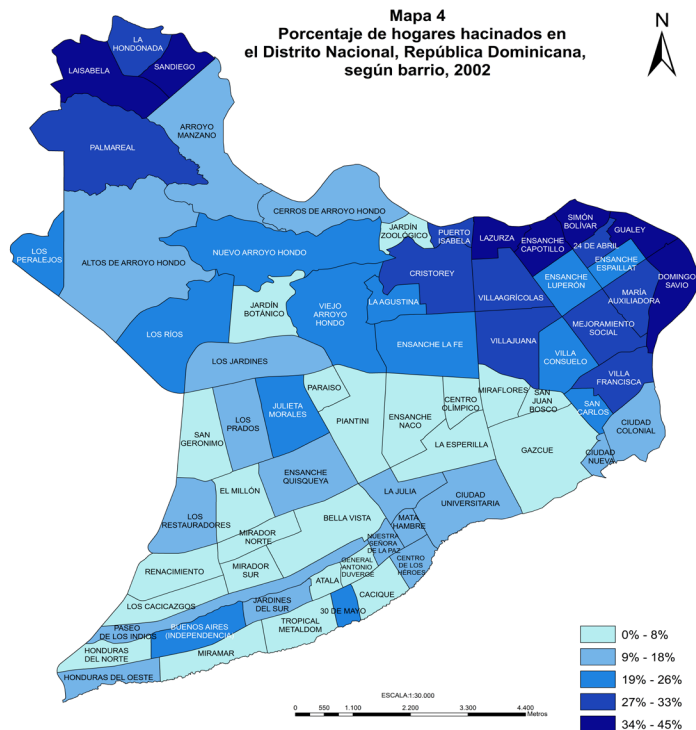 Mapa 4
Porcentaje de hogares hacinados en
el Distrito Nacional, República Dominicana,
según barrio, 2002
N
LA
HONDONADA
LAISABELA
SANDIEGO
PALMAREAL
ARROYO
MANZANO
CERROS DE ARROYO HONDO
JARDÍN
ZOOLÓGICO
PUERTO
ISABELA
LAZURZA
ENSANCHE
CAPOTILLO
SIMÓN
BOLÍVAR
24 DE ABRIL
GUALEY
ENSANCHE
ESPAILLAT
DOMINGO
SAVIO
LOS
PERALEJOS
ALTOS DE ARROYO HONDO
NUEVO ARROYO HONDO
CRISTOREY
VILLAAGRÍCOLAS
ENSANCHE
LUPERÓN
MARÍA
AUXILIADORA
LOS RÍOS
JARDÍN
BOTÁNICO
VIEJO
ARROYO
HONDO
LA AGUSTINA
ENSANCHE LA FE
VILLAJUANA
MEJORAMIENTO
SOCIAL
VILLA
CONSUELO
VILLA
FRANCISCA
LOS JARDINES
PARAISO
JULIETA
MORALES
LOS
PRADOS
SAN
GERONIMO
PIANTINI
ENSANCHE
NACO
CENTRO
OLÍMPICO
MIRAFLORES
SAN
JUAN
BOSCO
SAN
CARLOS
CIUDAD
COLONIAL
LA ESPERILLA
GAZCUE
CIUDAD
NUEVA
ENSANCHE
QUISQUEYA
EL MILLÓN
LA JULIA
CIUDAD
UNIVERSITARIA
LOS
RESTAURADORES
BELLA VISTA
MATA
HAMBRE
MIRADOR
NORTE
NUESTRA
SEÑORA
DE LA PAZ
CENTRO
DE LOS
HÉROES
RENACIMIENTO
MIRADOR
SUR
GENERAL
ANTONIO
DUVERGE
ATALA
CACIQUE
LOS CACICAZGOS
JARDINES
DEL SUR
30 DE MAYO
PASEO
DE LOS INDIOS
BUENOS AIRES
(INDEPENDENCIA)
TROPICAL
METALDOM
HONDURAS
DEL NORTE
MIRAMAR
HONDURAS DEL OESTE
0% - 8%
9% - 18%
19% - 26%
27% - 33%
34% - 45%
ESCALA:1:30.000
0 550 1.100 2.200 3.300 4.400
Metros